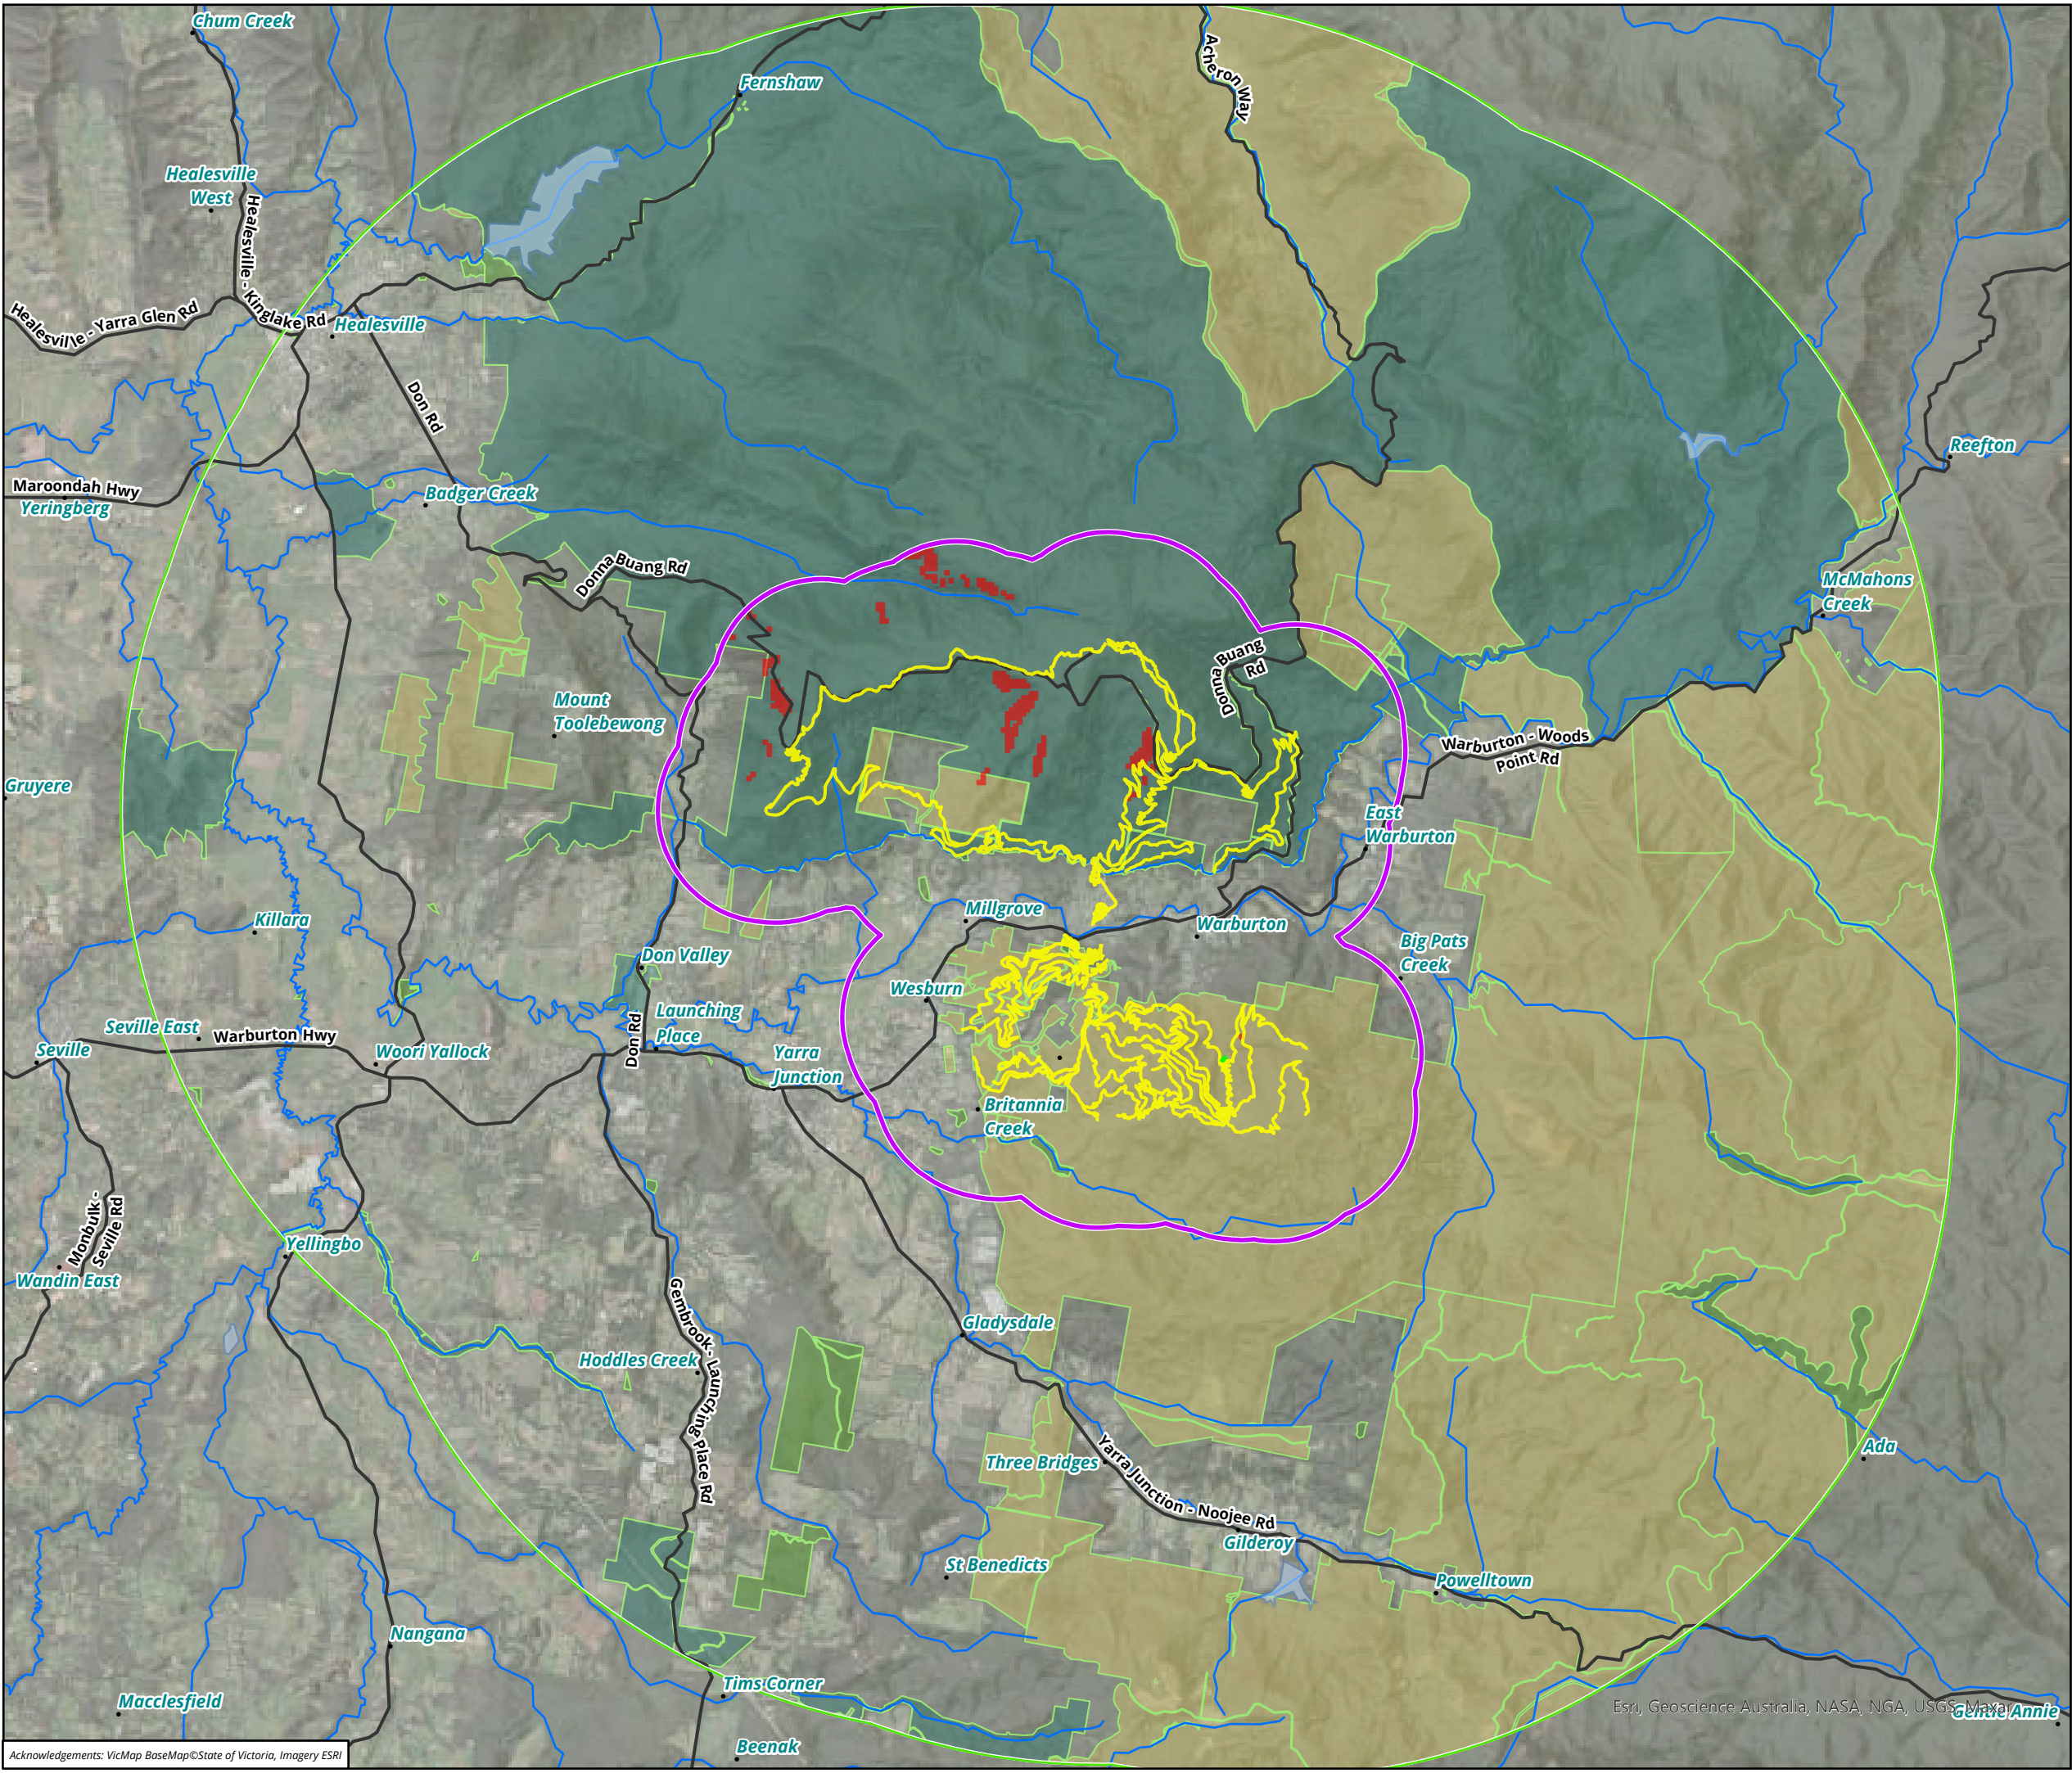 Chum Creek
Fernshaw
Acheron Way
Healesville
West
Healesville - Kinglake Rd
Healesville - Yarra Glen Rd
Healesville
Don Rd
Reefton
Maroondah Hwy
Yeringberg
Badger Creek
Donna Buang Rd
McMahons
Creek
Donna Buang
Rd
Mount
Toolebewong
Warburton - Woods
Point Rd
Gruyere
East
Warburton
Killara
Millgrove
Warburton
Big Pats
Creek
Don Valley
Wesburn
Launching
Place
Seville East
Warburton Hwy
Don Rd
Seville
Woori Yallock
Yarra
Junction
Britannia
Creek
Monbulk -
Seville Rd
Yellingbo
Wandin East
Gembrook - Launching Place Rd
Gladysdale
Hoddles Creek
Three Bridges
Yarra Junction - Noojee Rd
Ada
Gilderoy
St Benedicts
Powelltown
Nangana
Tims Corner
Macclesfield
Esri, Geoscience Australia, NASA, NGA, USGS, Maxar
Gentle Annie
Beenak
Acknowledgements: VicMap BaseMap©State of Victoria, Imagery ESRI